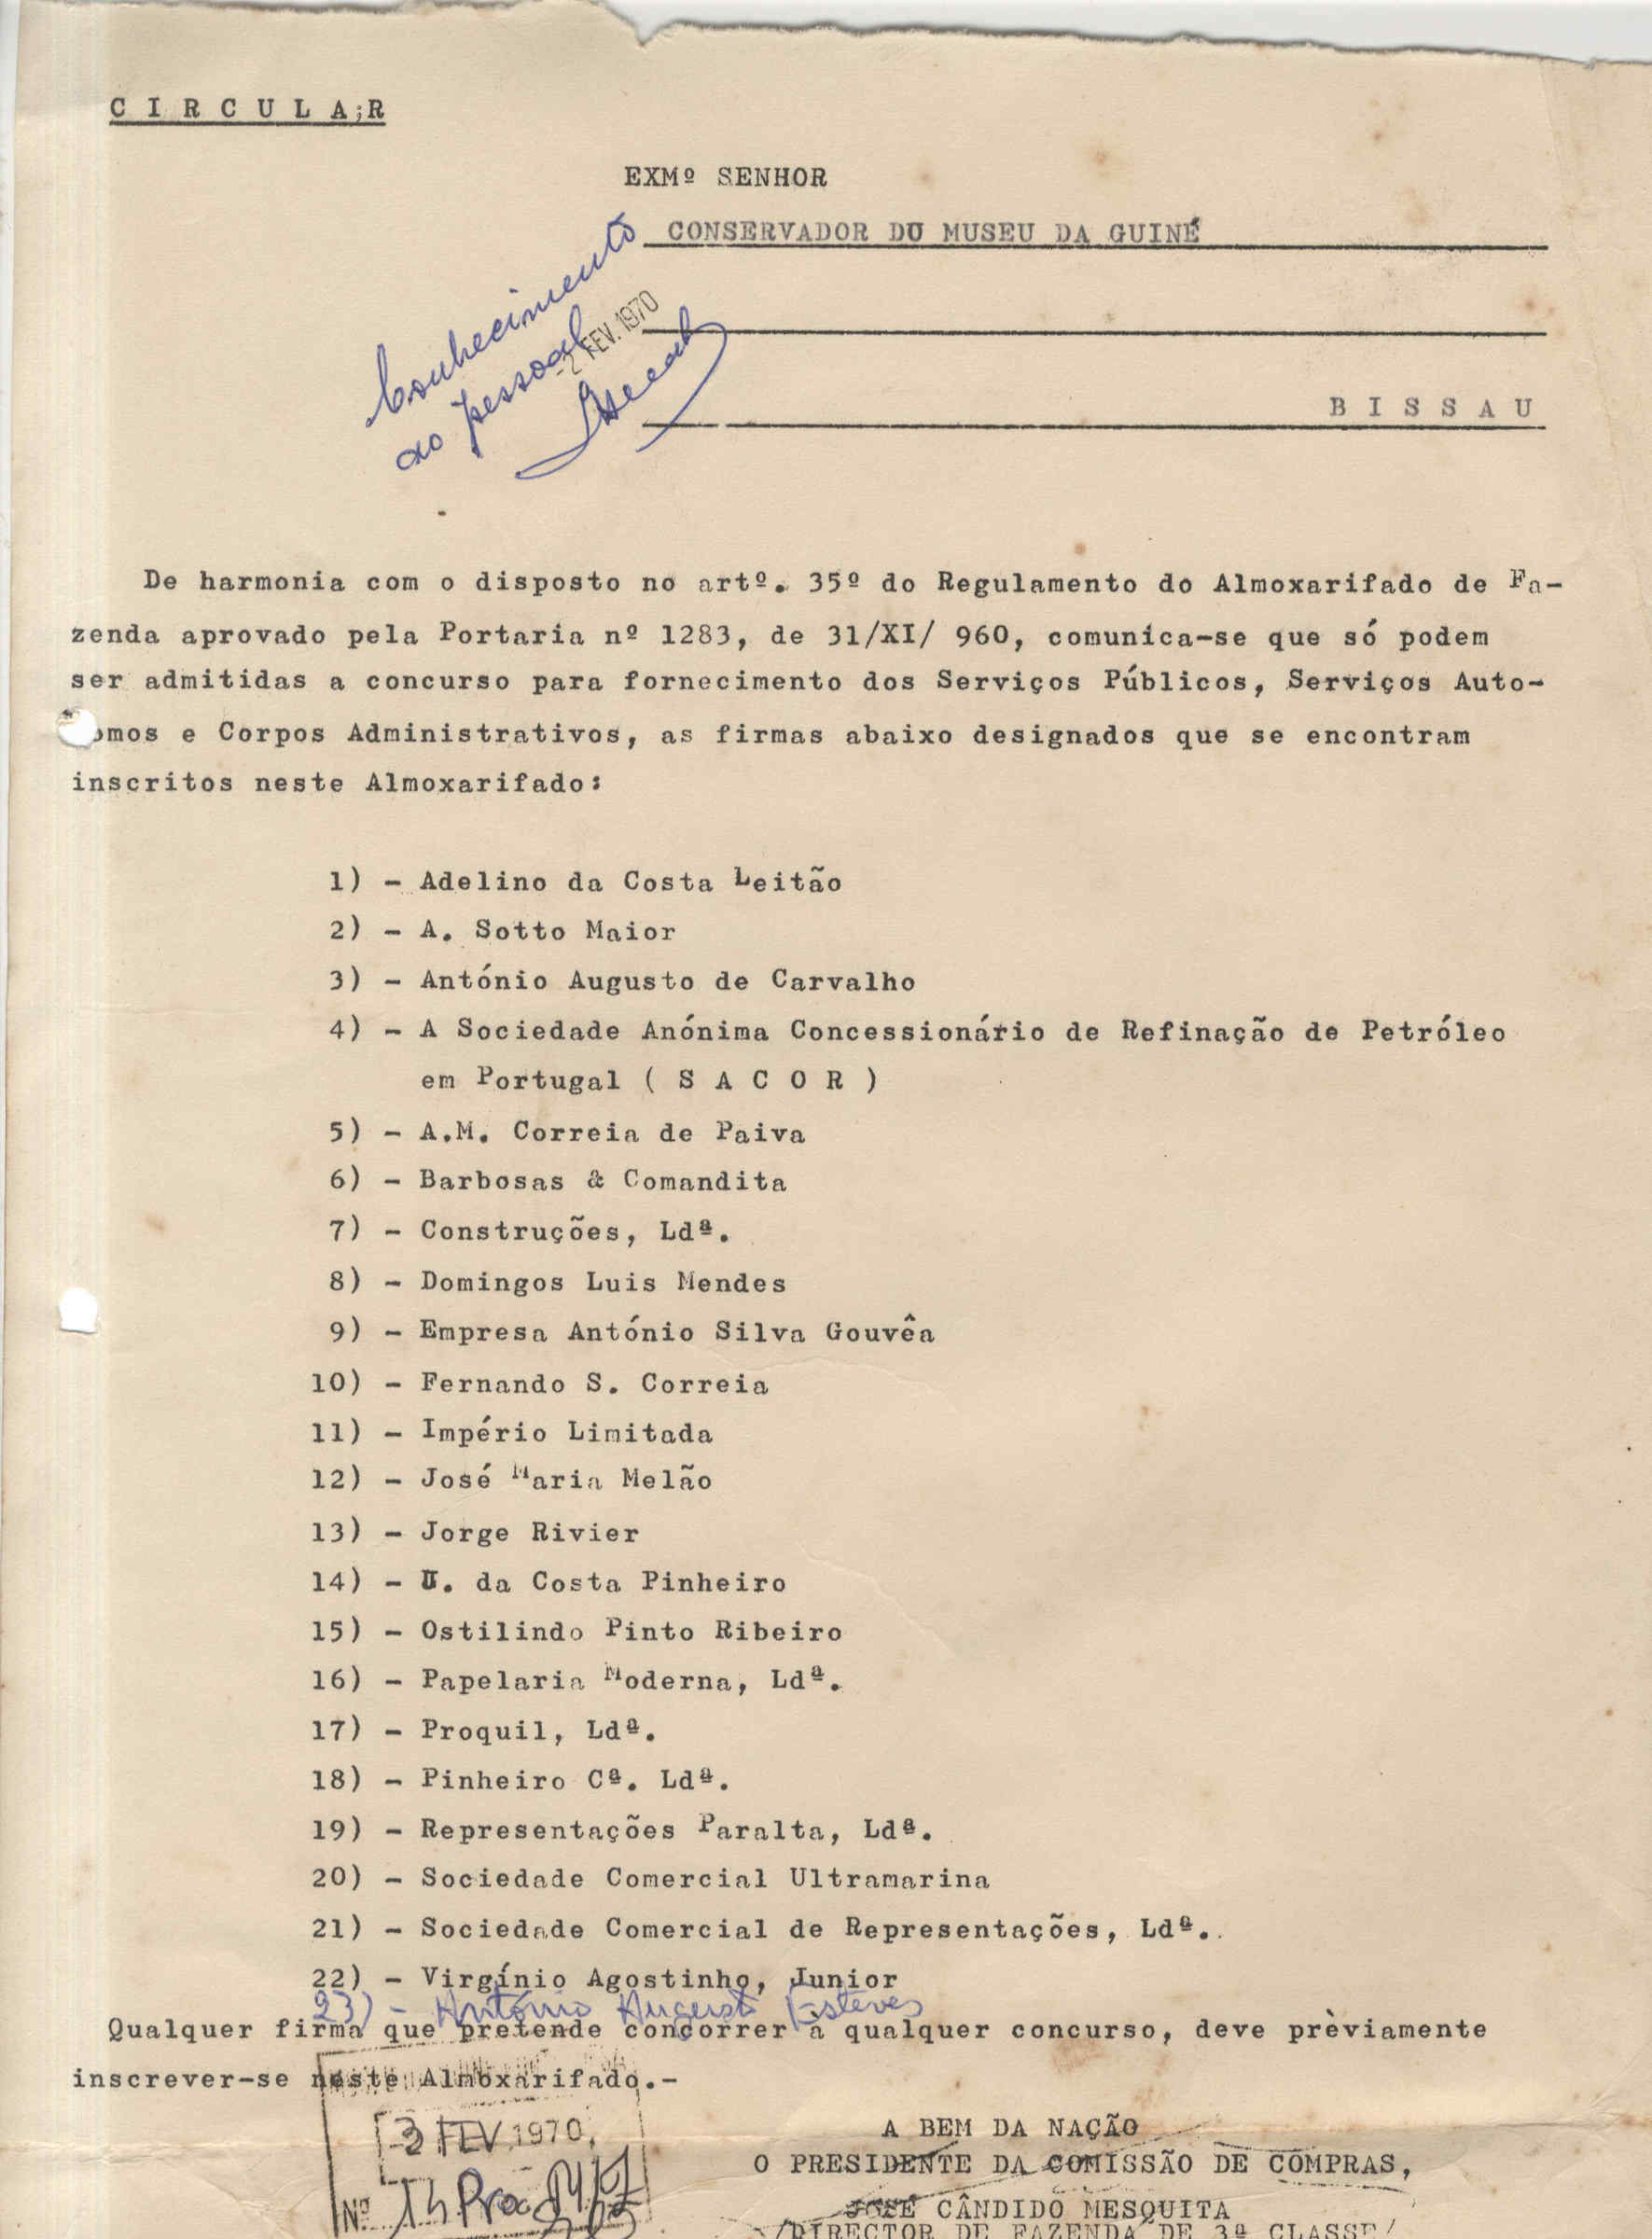 C I R C U L A;R
EXMº SENHOR
CONSERVADOR DO MUSEU DA GUINÉ
Conhecimento
ao pessoal
-2 FEV. 1970
B I S S A U
De harmonia com o disposto no artº. 35º do Regulamento do Almoxarifado de Fa-
zenda aprovado pela Portaria nº 1283, de 31/XI/ 960, comunica-se que só podem
ser admitidas a concurso para fornecimento dos Serviços Públicos, Serviços Auto-
omos e Corpos Administrativos, as firmas abaixo designados que se encontram
inscritos neste Almoxarifado:
1) - Adelino da Costa Leitão
2) - A. Sotto Maior
3) - António Augusto de Carvalho
4) - A Sociedade Anónima Concessionário de Refinação de Petróleo
em Portugal ( S A C O R )
5) - A.M. Correia de Paiva
6) - Barbosas & Comandita
7) - Construções, Ldª.
8) - Domingos Luis Mendes
9) - Empresa António Silva Gouvêa
10) - Fernando S. Correia
11) - Império Limitada
12) - José Maria Melão
13) - Jorge Rivier
14) - da Costa Pinheiro
15) - Ostilindo Pinto Ribeiro
16) - Papelaria Moderna, Ldª.
17) - Proquil, Ldª.
18) - Pinheiro Cª. Ldª.
19) - Representações Paralta, Ldª.
20) - Sociedade Comercial Ultramarina
21) - Sociedade Comercial de Representações, Ldª..
22) - Virgínio Agostinho, Junior
23) - António Augusto Esteves
Qualquer firma que pretende concorrer a qualquer concurso, deve prèviamente
inscrever-se neste Almoxarifado.-
FEV. 1970
Nº
A BEM DA NAÇÃO
O PRESIDENTE DA COMISSÃO DE COMPRAS,
JOSÉ CÂNDIDO MESQUITA
/DIRECTOR DE FAZENDA DE 3ª CLASSE/